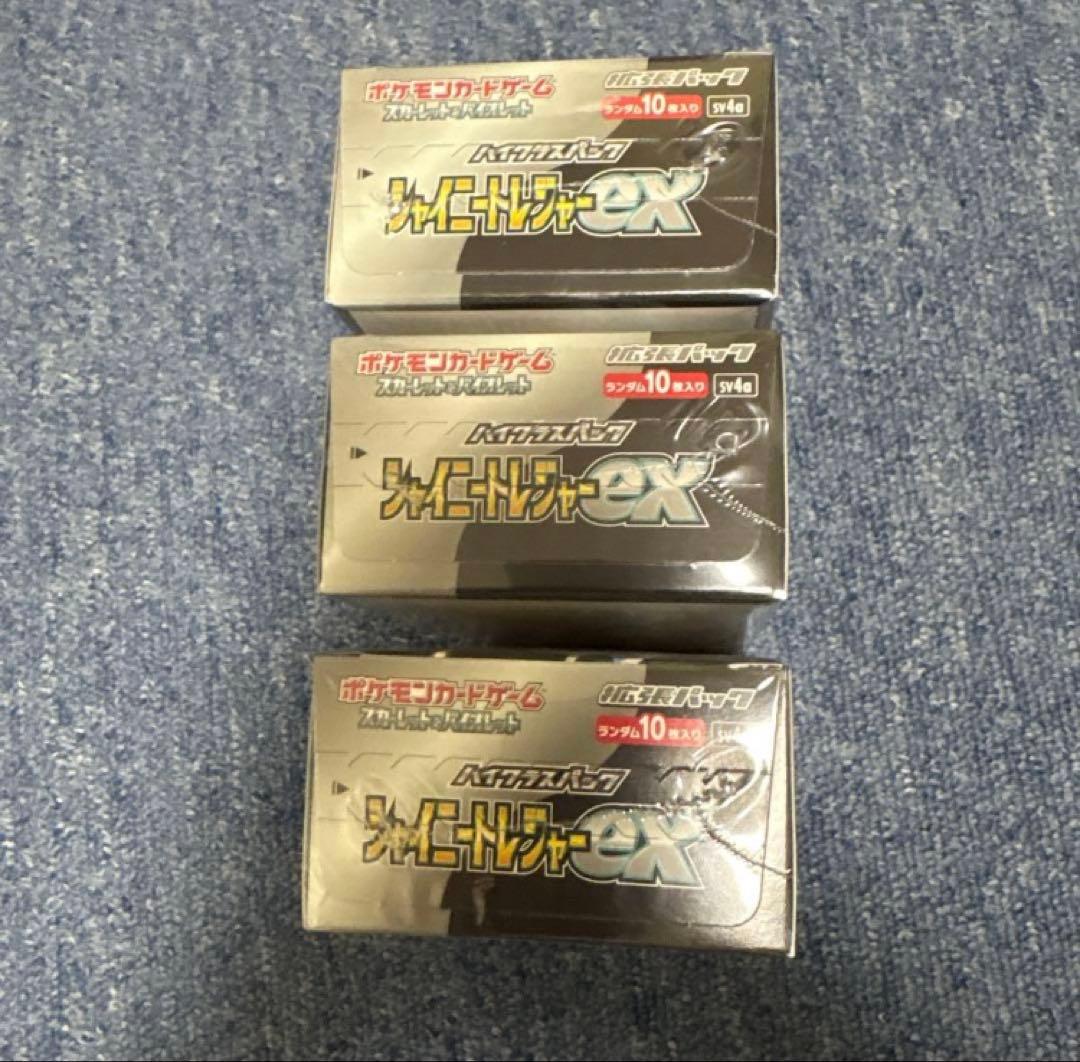 ポケモンカードゲーム
拡張パック
スカーレット&バイオレット
ランダム10枚入り
SV4a
ハイクラスパック
シャイニートレジャーex
ポケモンカードゲーム
拡張パック
スカーレット&バイオレット
ランダム10枚入り
SV4a
ハイクラスパック
シャイニートレジャーex
ポケモンカードゲーム
拡張パック
スカーレット&バイオレット
ランダム10枚入り
SV4
ハイクラスパック
シャイニートレジャーex